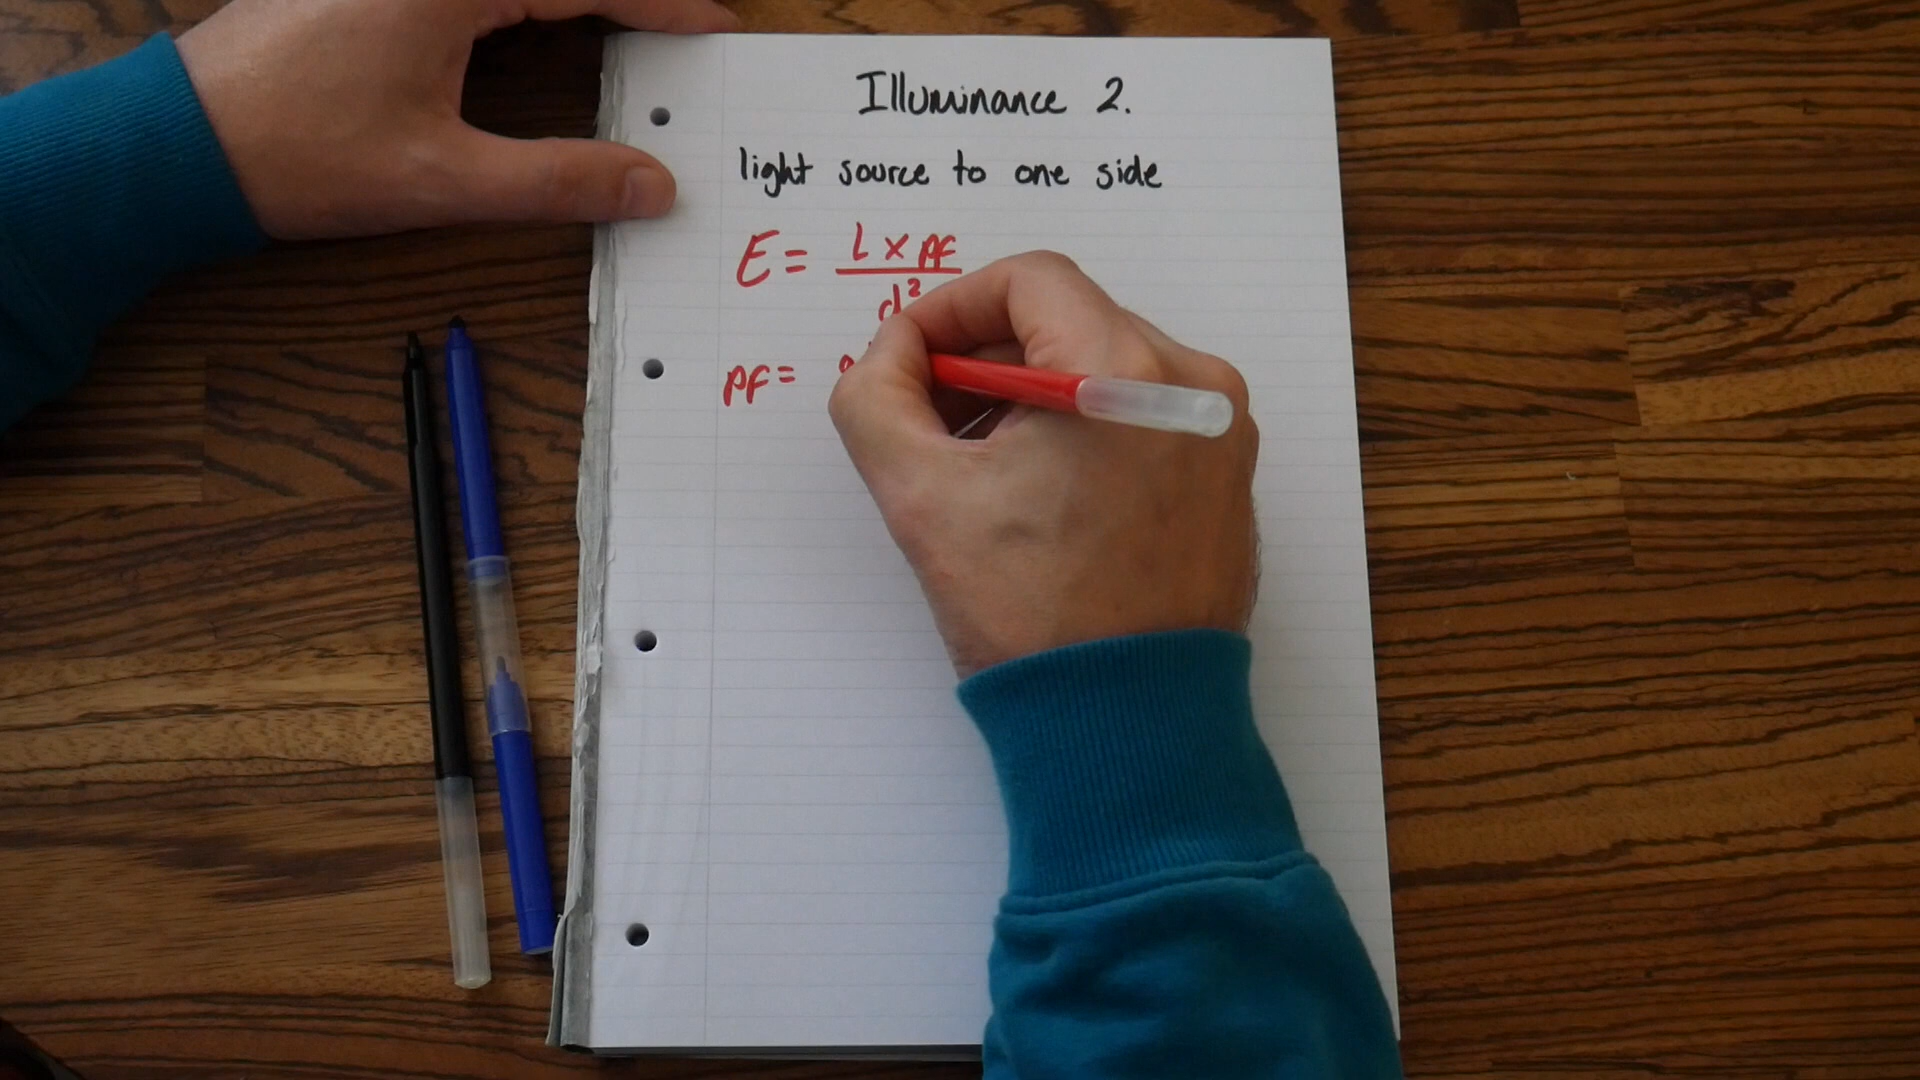 Illuminance 2.
light source to one side
E = L × pf / d²
pf =